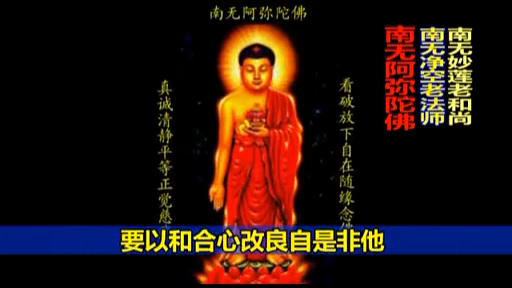 南无阿弥陀佛
南无妙莲老和尚
南无净空老法师
南无阿弥陀佛
看破放下自在随缘念佛
真诚清静平等正觉慈
要以和合心改良自是非他